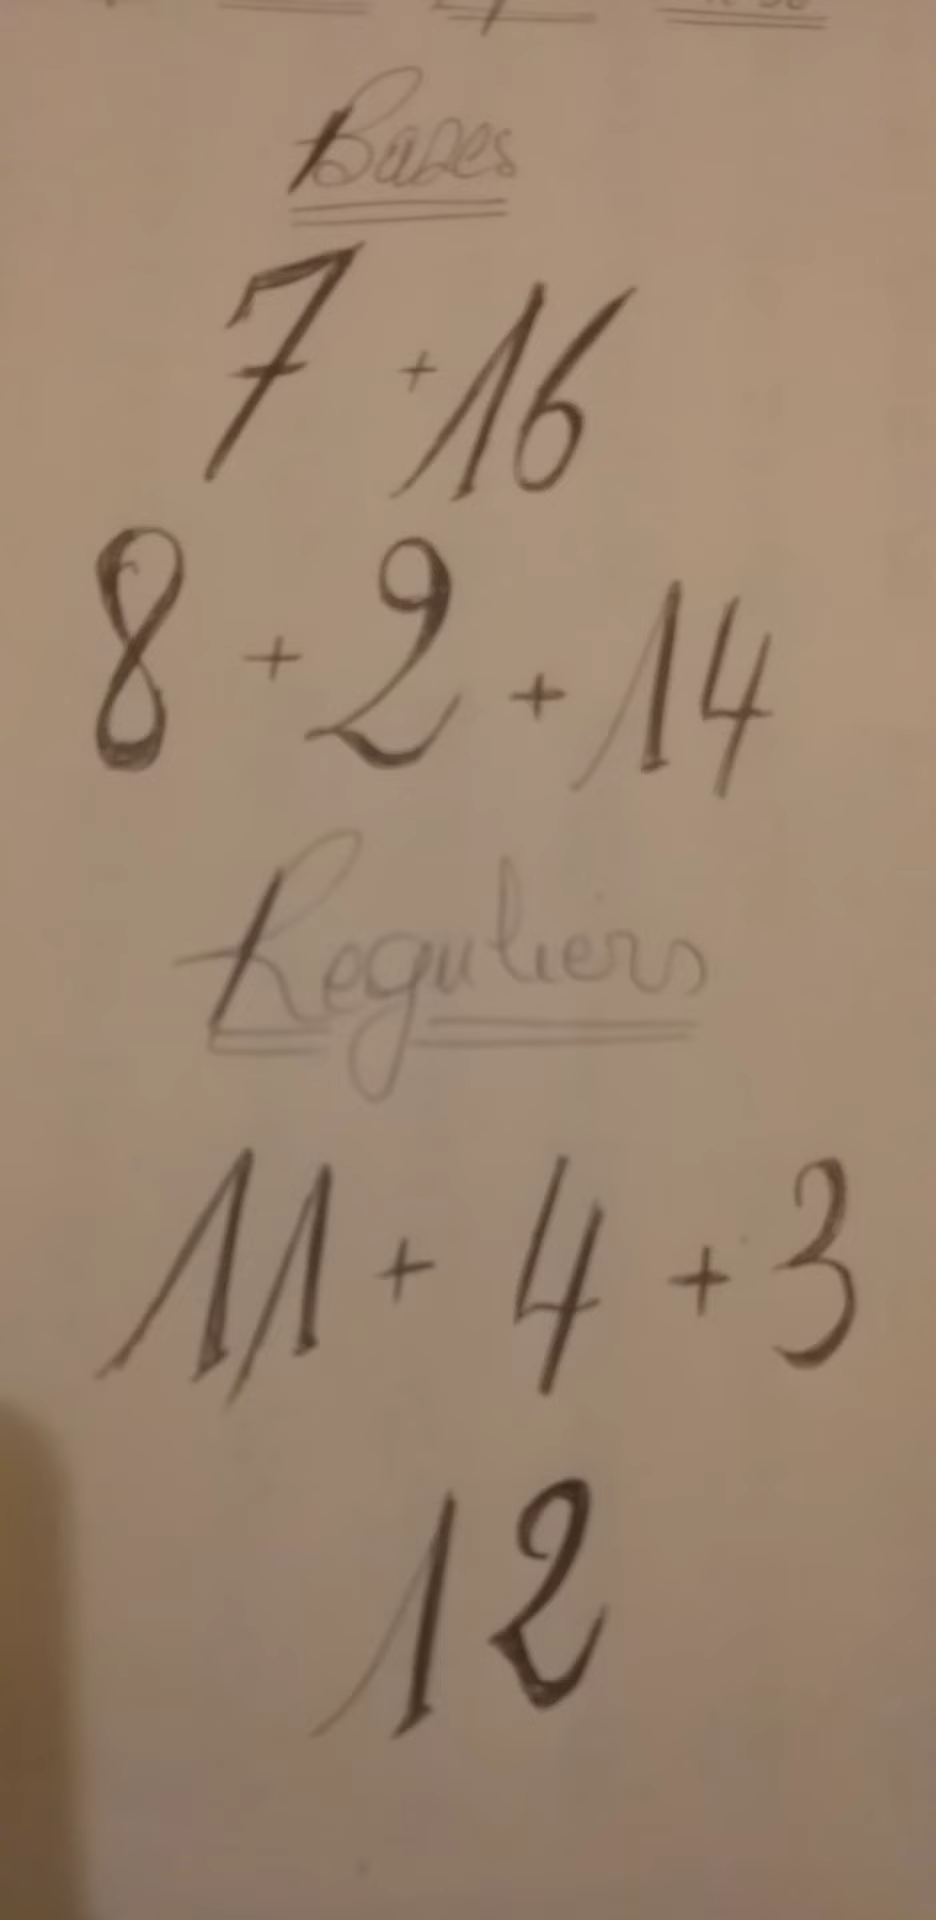 Bases
7 + 16
8 + 2 + 14
Reguliers
11 + 4 + 3
12